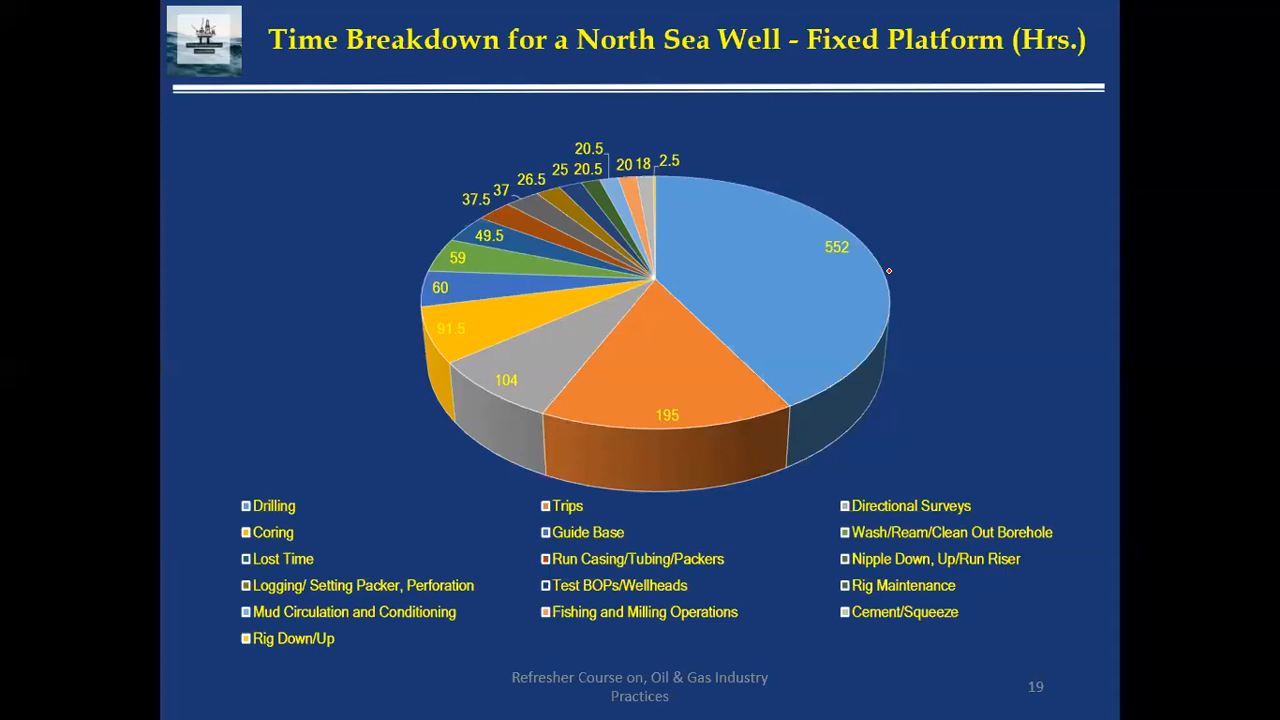 Time Breakdown for a North Sea Well - Fixed Platform (Hrs.)
20.5
26.5 25 20.5 20 18 2.5
37.5 37
49.5
552
59
60
91.5
104
195
Drilling Trips Directional Surveys
Coring Guide Base Wash/Ream/Clean Out Borehole
Lost Time Run Casing/Tubing/Packers Nipple Down, Up/Run Riser
Logging/ Setting Packer, Perforation Test BOPs/Wellheads Rig Maintenance
Mud Circulation and Conditioning Fishing and Milling Operations Cement/Squeeze
Rig Down/Up
Refresher Course on, Oil & Gas Industry
Practices
19